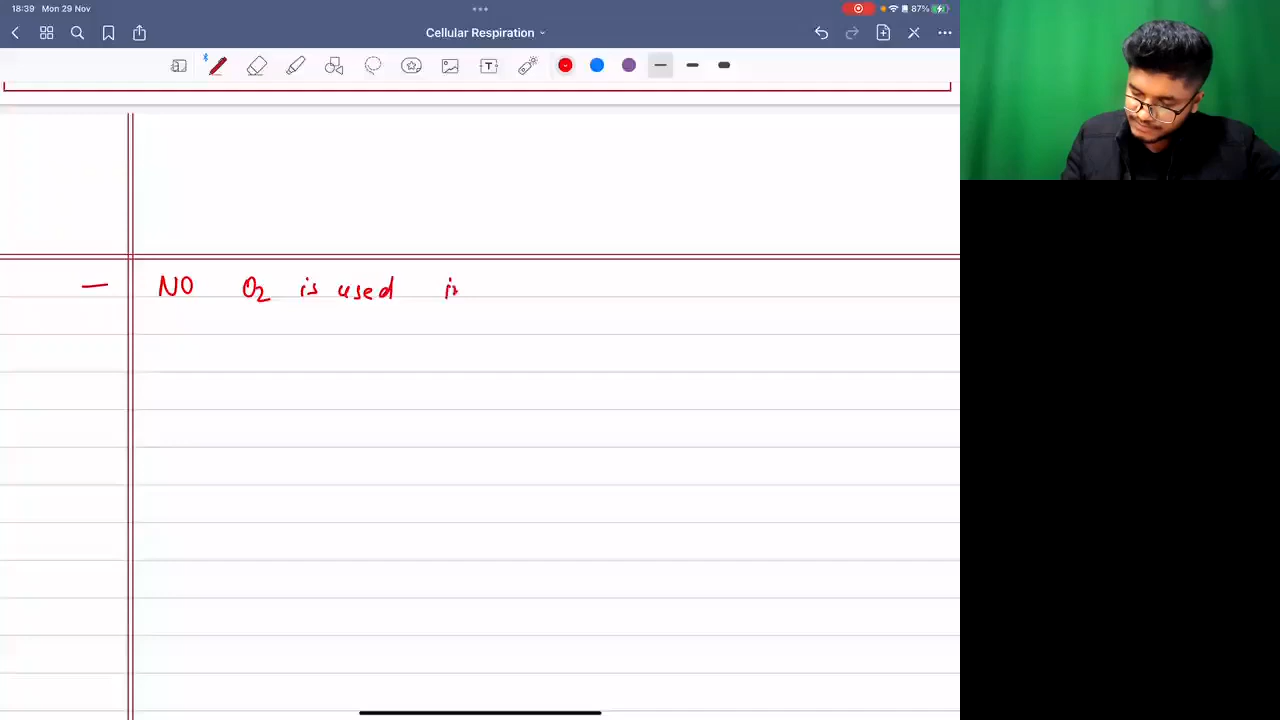 18:39 Mon 29 Nov
87%
Cellular Respiration
T
— NO O₂ is used